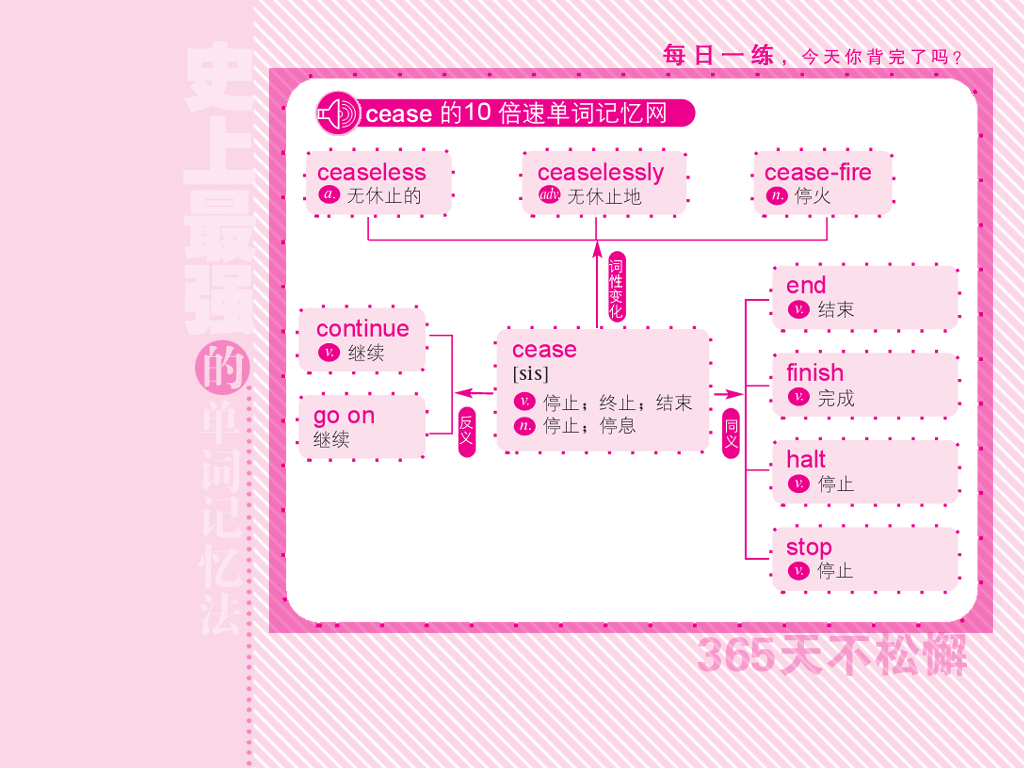 每日一练，今天你背完了吗？
史上最强的单词记忆法
cease 的10 倍速单词记忆网
ceaseless
a. 无休止的
ceaselessly
adv. 无休止地
cease-fire
n. 停火
词性变化
continue
v. 继续
go on
继续
反义
cease
[sis]
v. 停止；终止；结束
n. 停止；停息
同义
end
v. 结束
finish
v. 完成
halt
v. 停止
stop
v. 停止
365天不松懈